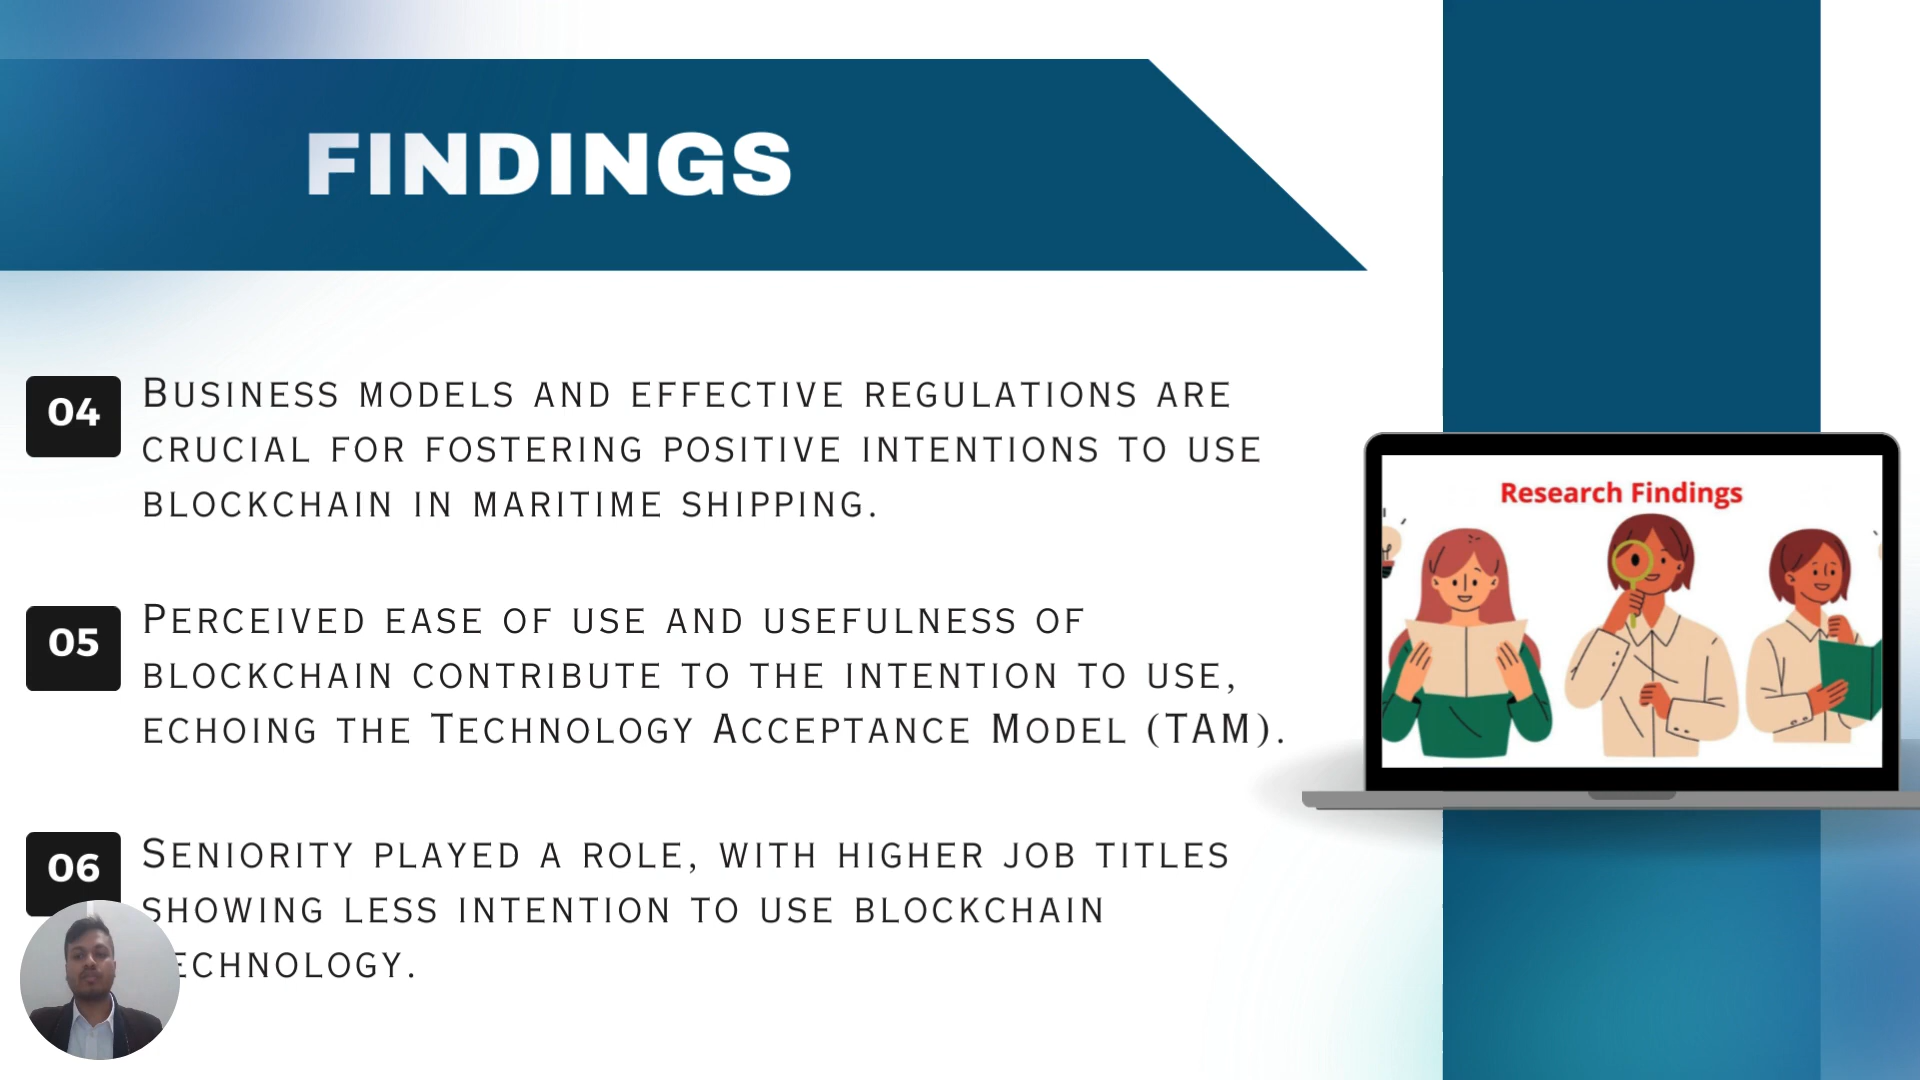 FINDINGS
04
Business models and effective regulations are
crucial for fostering positive intentions to use
blockchain in maritime shipping.
05
Perceived ease of use and usefulness of
blockchain contribute to the intention to use,
echoing the Technology Acceptance Model (TAM).
06
Seniority played a role, with higher job titles
showing less intention to use blockchain
echnology.
Research Findings